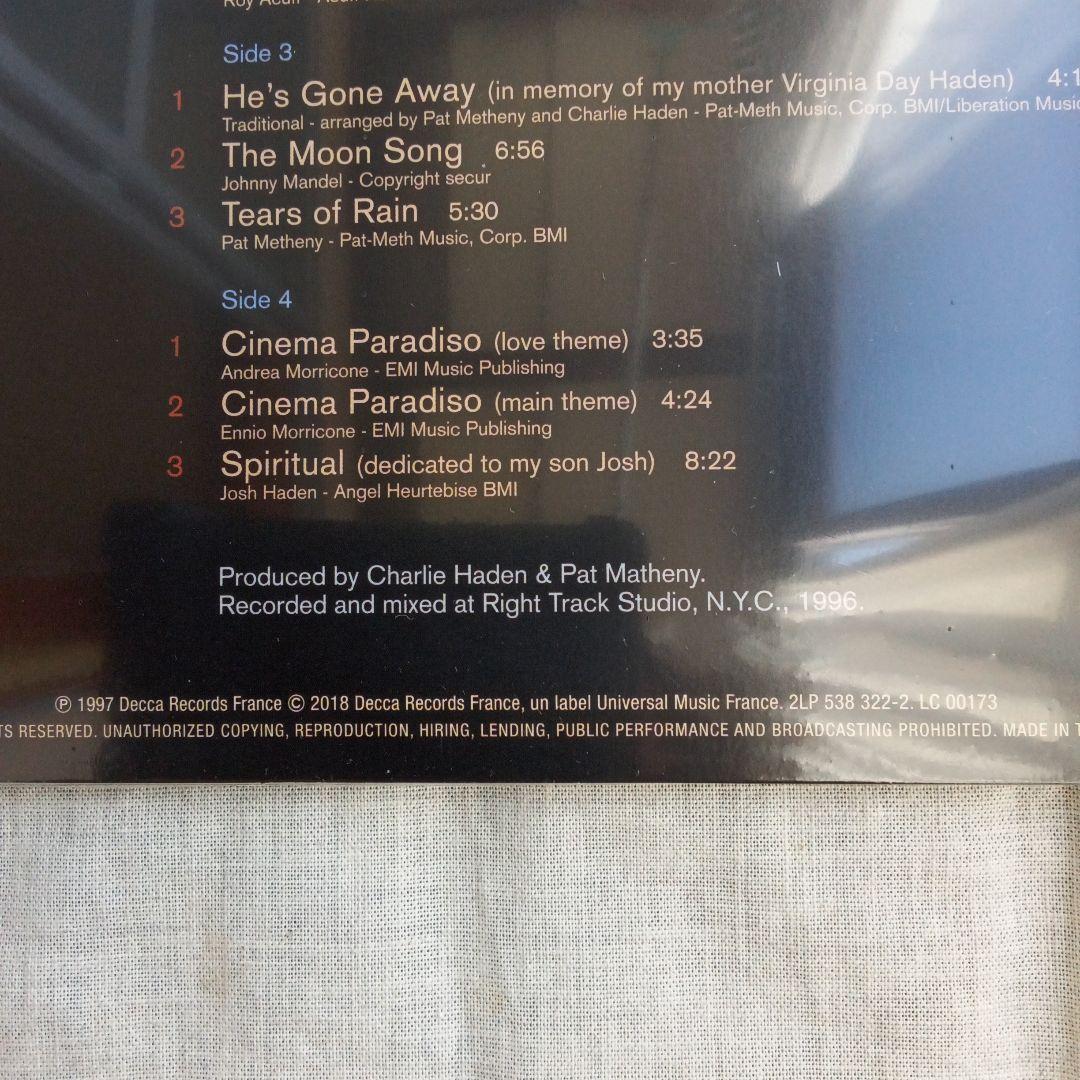 Roy Acuff - Acuff
Side 3
1 He's Gone Away (in memory of my mother Virginia Day Haden) 4:1
Traditional - arranged by Pat Metheny and Charlie Haden - Pat-Meth Music, Corp. BMI/Liberation Music
2 The Moon Song 6:56
Johnny Mandel - Copyright secur
3 Tears of Rain 5:30
Pat Metheny - Pat-Meth Music, Corp. BMI
Side 4
1 Cinema Paradiso (love theme) 3:35
Andrea Morricone - EMI Music Publishing
2 Cinema Paradiso (main theme) 4:24
Ennio Morricone - EMI Music Publishing
3 Spiritual (dedicated to my son Josh) 8:22
Josh Haden - Angel Heurtebise BMI
Produced by Charlie Haden & Pat Matheny.
Recorded and mixed at Right Track Studio, N.Y.C., 1996.
℗ 1997 Decca Records France © 2018 Decca Records France, un label Universal Music France. 2LP 538 322-2. LC 00173
TS RESERVED. UNAUTHORIZED COPYING, REPRODUCTION, HIRING, LENDING, PUBLIC PERFORMANCE AND BROADCASTING PROHIBITED. MADE IN T